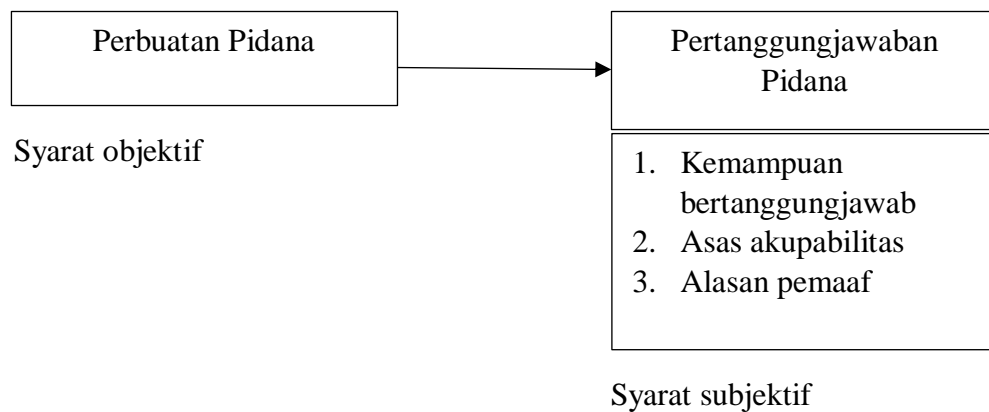 Perbuatan Pidana
Syarat objektif
Pertanggungjawaban
Pidana
1. Kemampuan
bertanggungjawab
2. Asas akupabilitas
3. Alasan pemaaf
Syarat subjektif